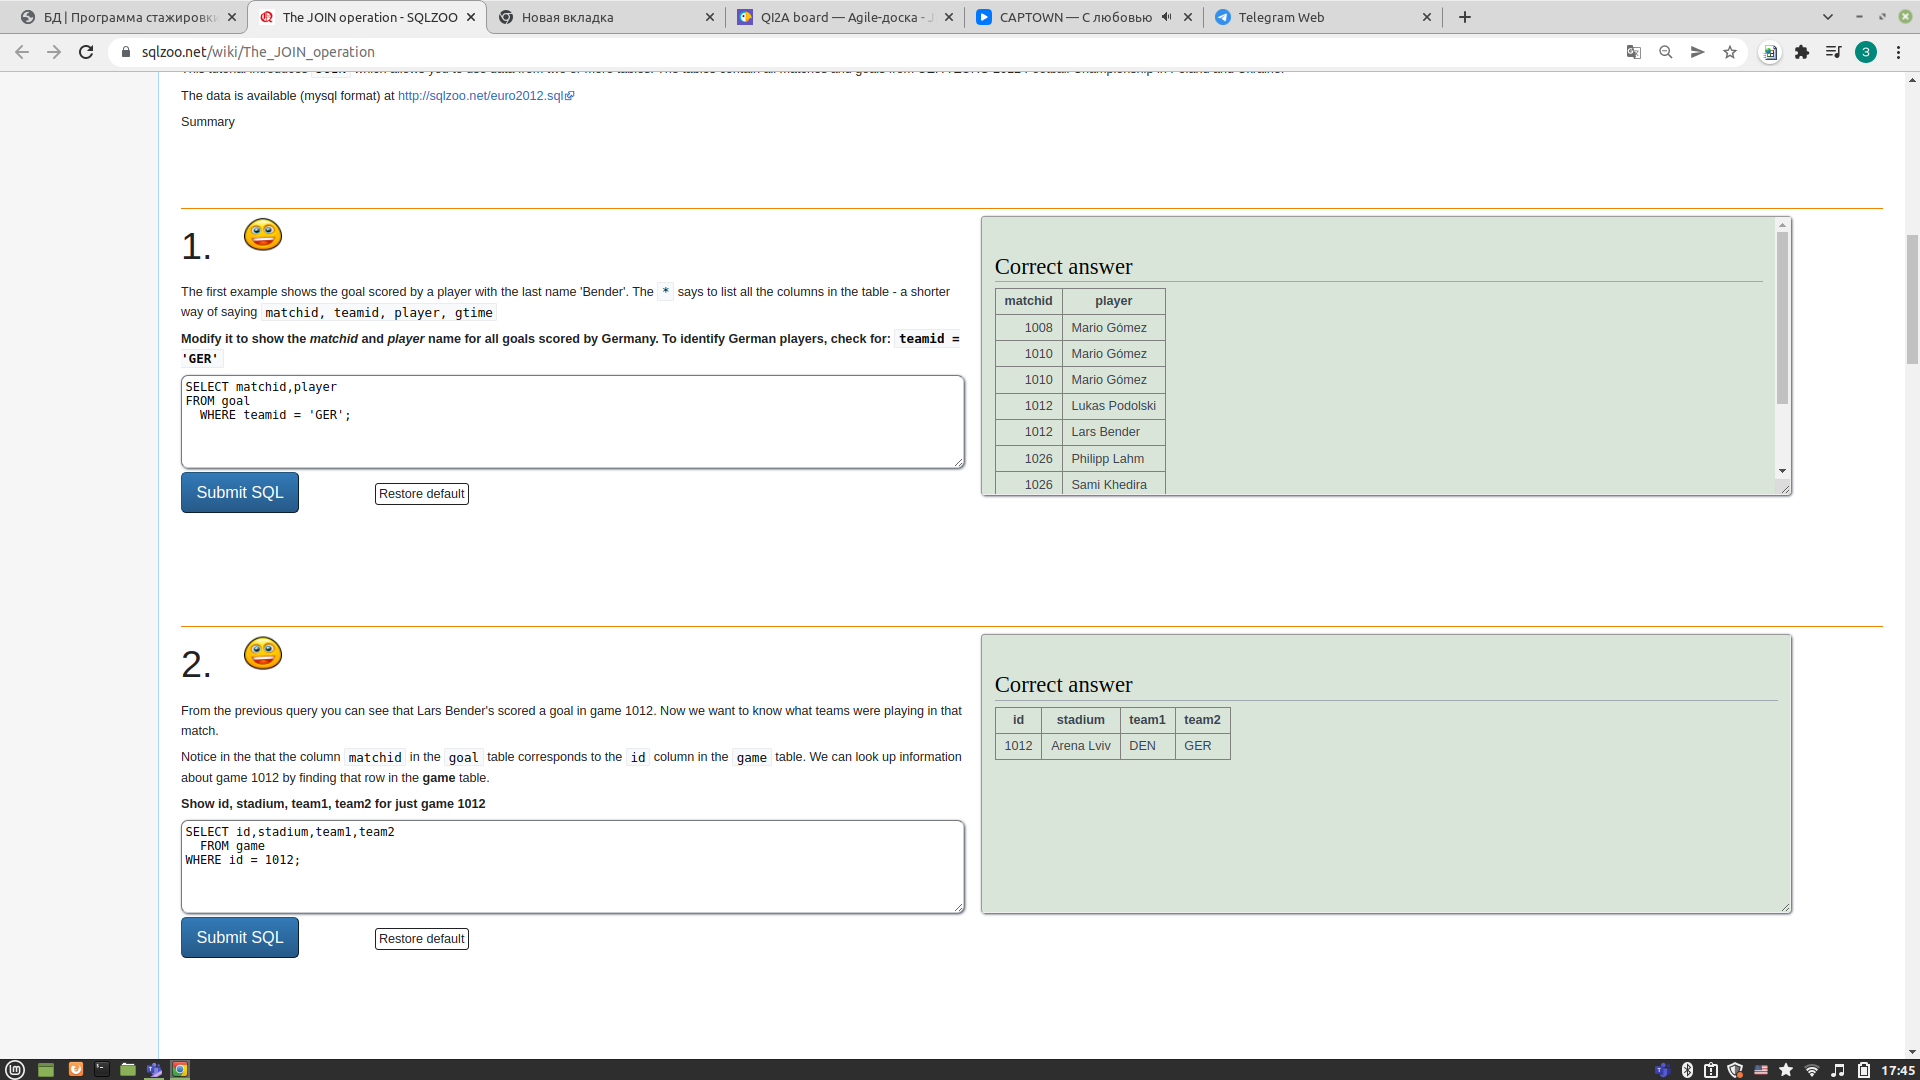 БД | Программа стажировки
The JOIN operation - SQLZOO
Новая вкладка
QI2A board — Agile-доска - J
CAPTOWN — С любовью
Telegram Web
sqlzoo.net/wiki/The_JOIN_operation
З
The data is available (mysql format) at http://sqlzoo.net/euro2012.sql
Summary
1.
The first example shows the goal scored by a player with the last name 'Bender'. The * says to list all the columns in the table - a shorter
way of saying matchid, teamid, player, gtime
Modify it to show the matchid and player name for all goals scored by Germany. To identify German players, check for: teamid =
'GER'
SELECT matchid,player
FROM goal
WHERE teamid = 'GER';
Submit SQL
Restore default
Correct answer
matchid player
1008 Mario Gómez
1010 Mario Gómez
1010 Mario Gómez
1012 Lukas Podolski
1012 Lars Bender
1026 Philipp Lahm
1026 Sami Khedira
2.
From the previous query you can see that Lars Bender's scored a goal in game 1012. Now we want to know what teams were playing in that
match.
Notice in the that the column matchid in the goal table corresponds to the id column in the game table. We can look up information
about game 1012 by finding that row in the game table.
Show id, stadium, team1, team2 for just game 1012
SELECT id,stadium,team1,team2
FROM game
WHERE id = 1012;
Submit SQL
Restore default
Correct answer
id stadium team1 team2
1012 Arena Lviv DEN GER
17:45